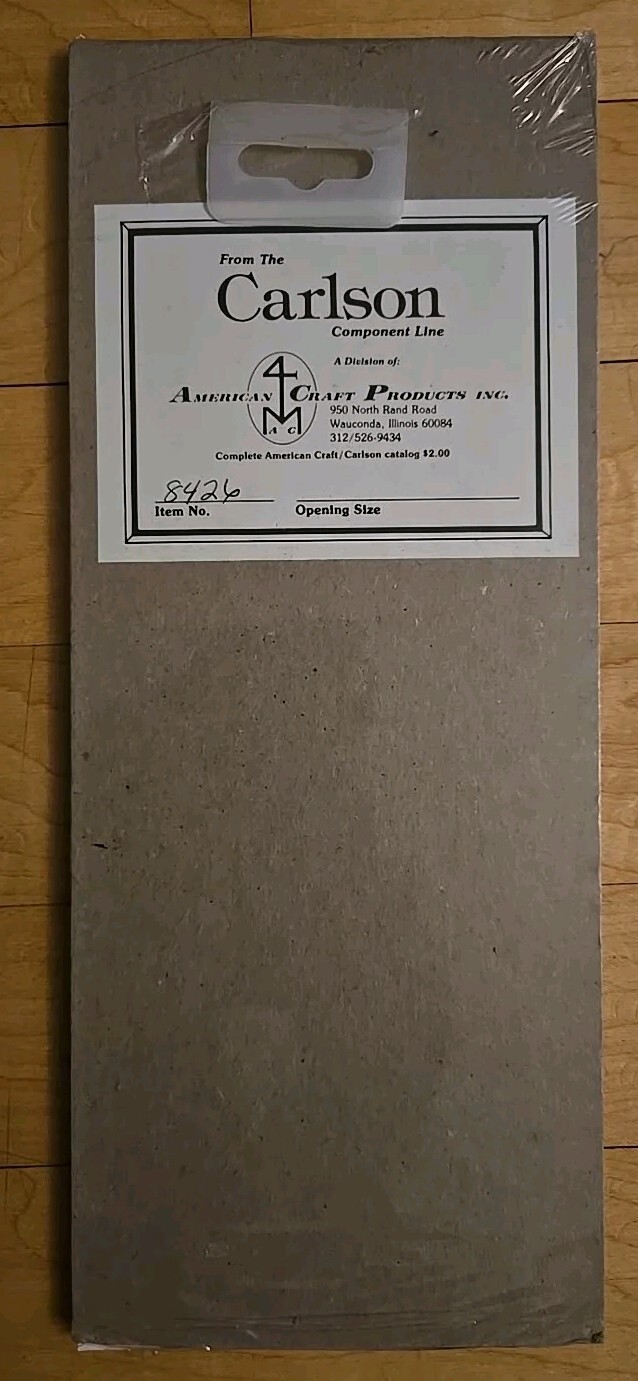 From The
Carlson
Component Line
A Division of:
AMERICAN CRAFT PRODUCTS INC.
4
M
A C
950 North Rand Road
Wauconda, Illinois 60084
312/526-9434
Complete American Craft/Carlson catalog $2.00
8426
Item No. Opening Size